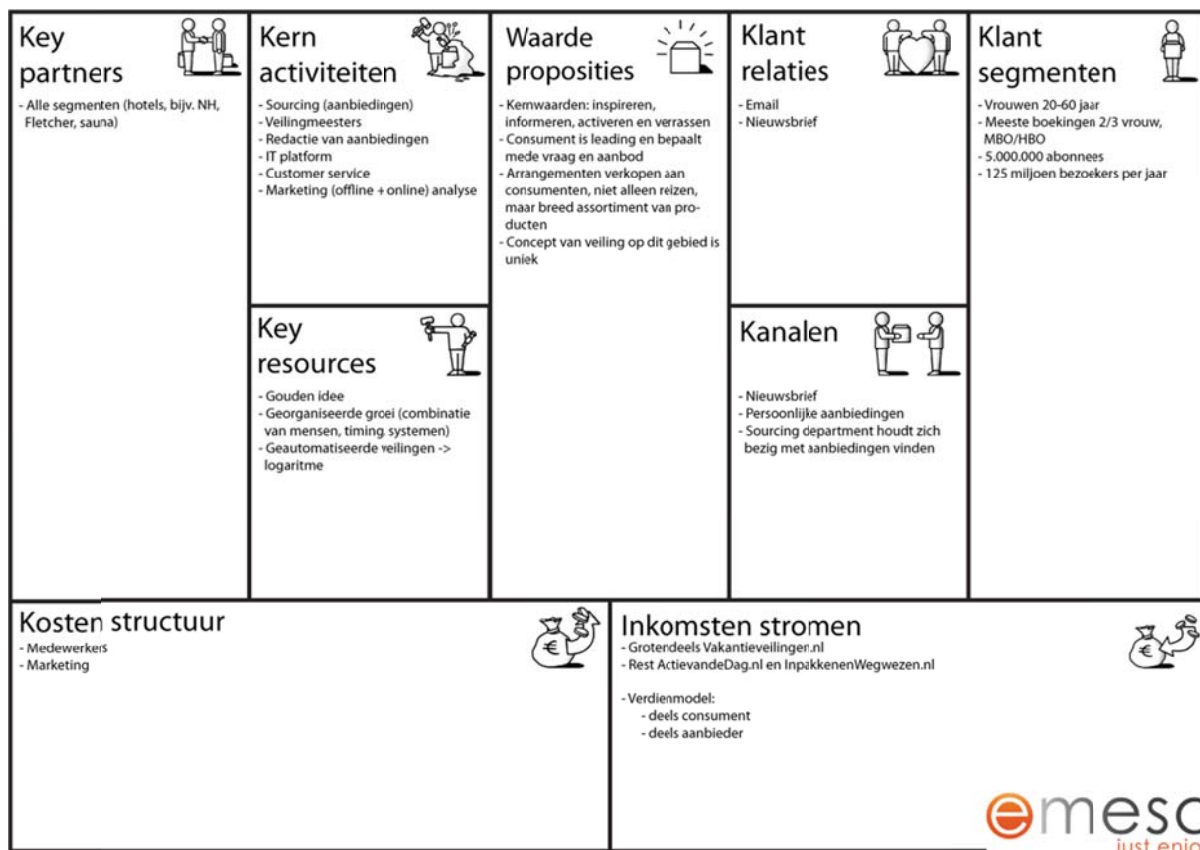 Key
partners
- Alle segmenten (hotels, bijv. NH,
Fletcher, sauna)
Kern
activiteiten
- Sourcing (aanbiedingen)
- Veilingmeesters
- Redactie van aanbiedingen
- IT platform
- Customer service
- Marketing (offline + online) analyse
Key
resources
- Gouden idee
- Georganiseerde groei (combinatie
van mensen, timing, systemen)
- Geautomatiseerde veilingen ->
logaritme
Waarde
proposities
- Kernwaarden: inspireren,
informeren, activeren en verrassen
- Consument is leading en bepaalt
mede vraag en aanbod
- Arrangementen verkopen aan
consumenten, niet alleen reizen,
maar breed assortiment van pro-
ducten
- Concept van veiling op dit gebied is
uniek
Klant
relaties
- Email
- Nieuwsbrief
Kanalen
- Nieuwsbrief
- Persoonlijke aanbiedingen
- Sourcing department houdt zich
bezig met aanbiedingen vinden
Klant
segmenten
- Vrouwen 20-60 jaar
- Meeste boekingen 2/3 vrouw,
MBO/HBO
- 5.000.000 abonnees
- 125 miljoen bezoekers per jaar
Kosten structuur
- Medewerkers
- Marketing
€
Inkomsten stromen
- Grotendeels Vakantieveilingen.nl
- Rest ActievandeDag.nl en InpakkenenWegwezen.nl
- Verdienmodel:
- deels consument
- deels aanbieder
€
emesa
just enjo